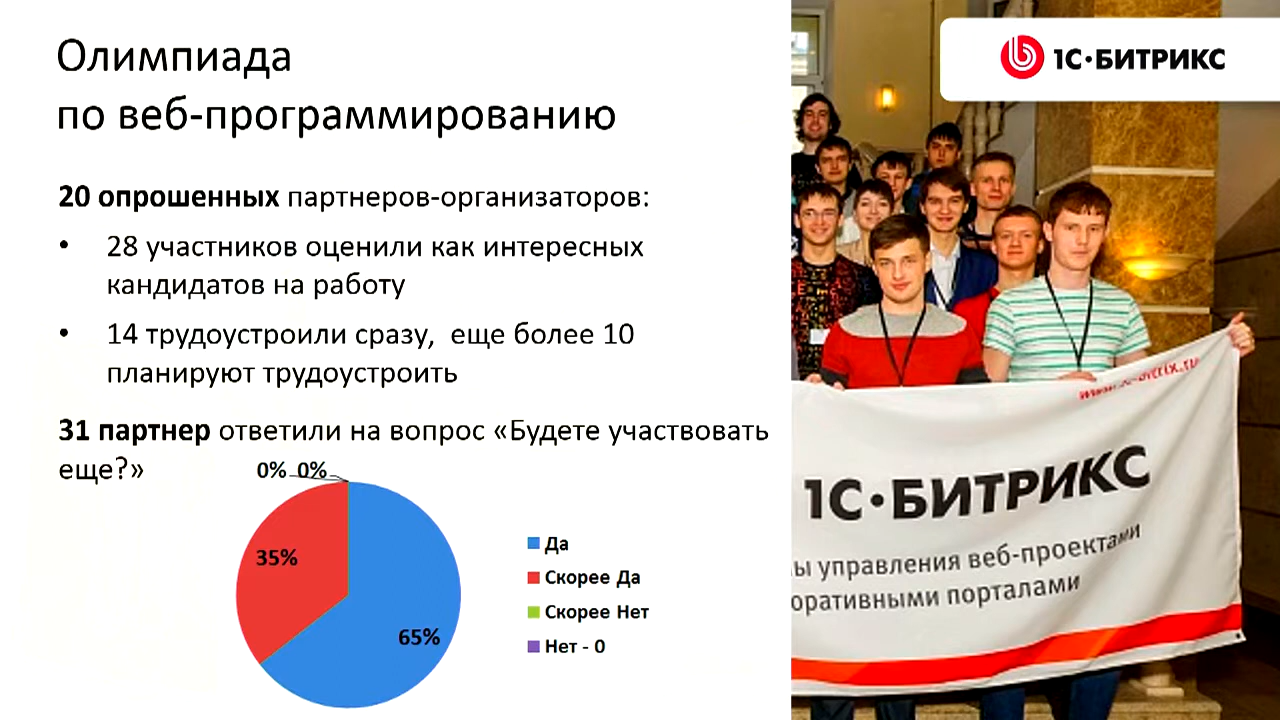 Олимпиада
по веб-программированию
20 опрошенных партнеров-организаторов:
• 28 участников оценили как интересных
кандидатов на работу
• 14 трудоустроили сразу, еще более 10
планируют трудоустроить
31 партнер ответили на вопрос «Будете участвовать
еще?»
0% 0%
35%
65%
Да
Скорее Да
Скорее Нет
Нет - 0
1С·БИТРИКС
1С·БИТРИКС
ы управления веб-проектами
оративными порталами